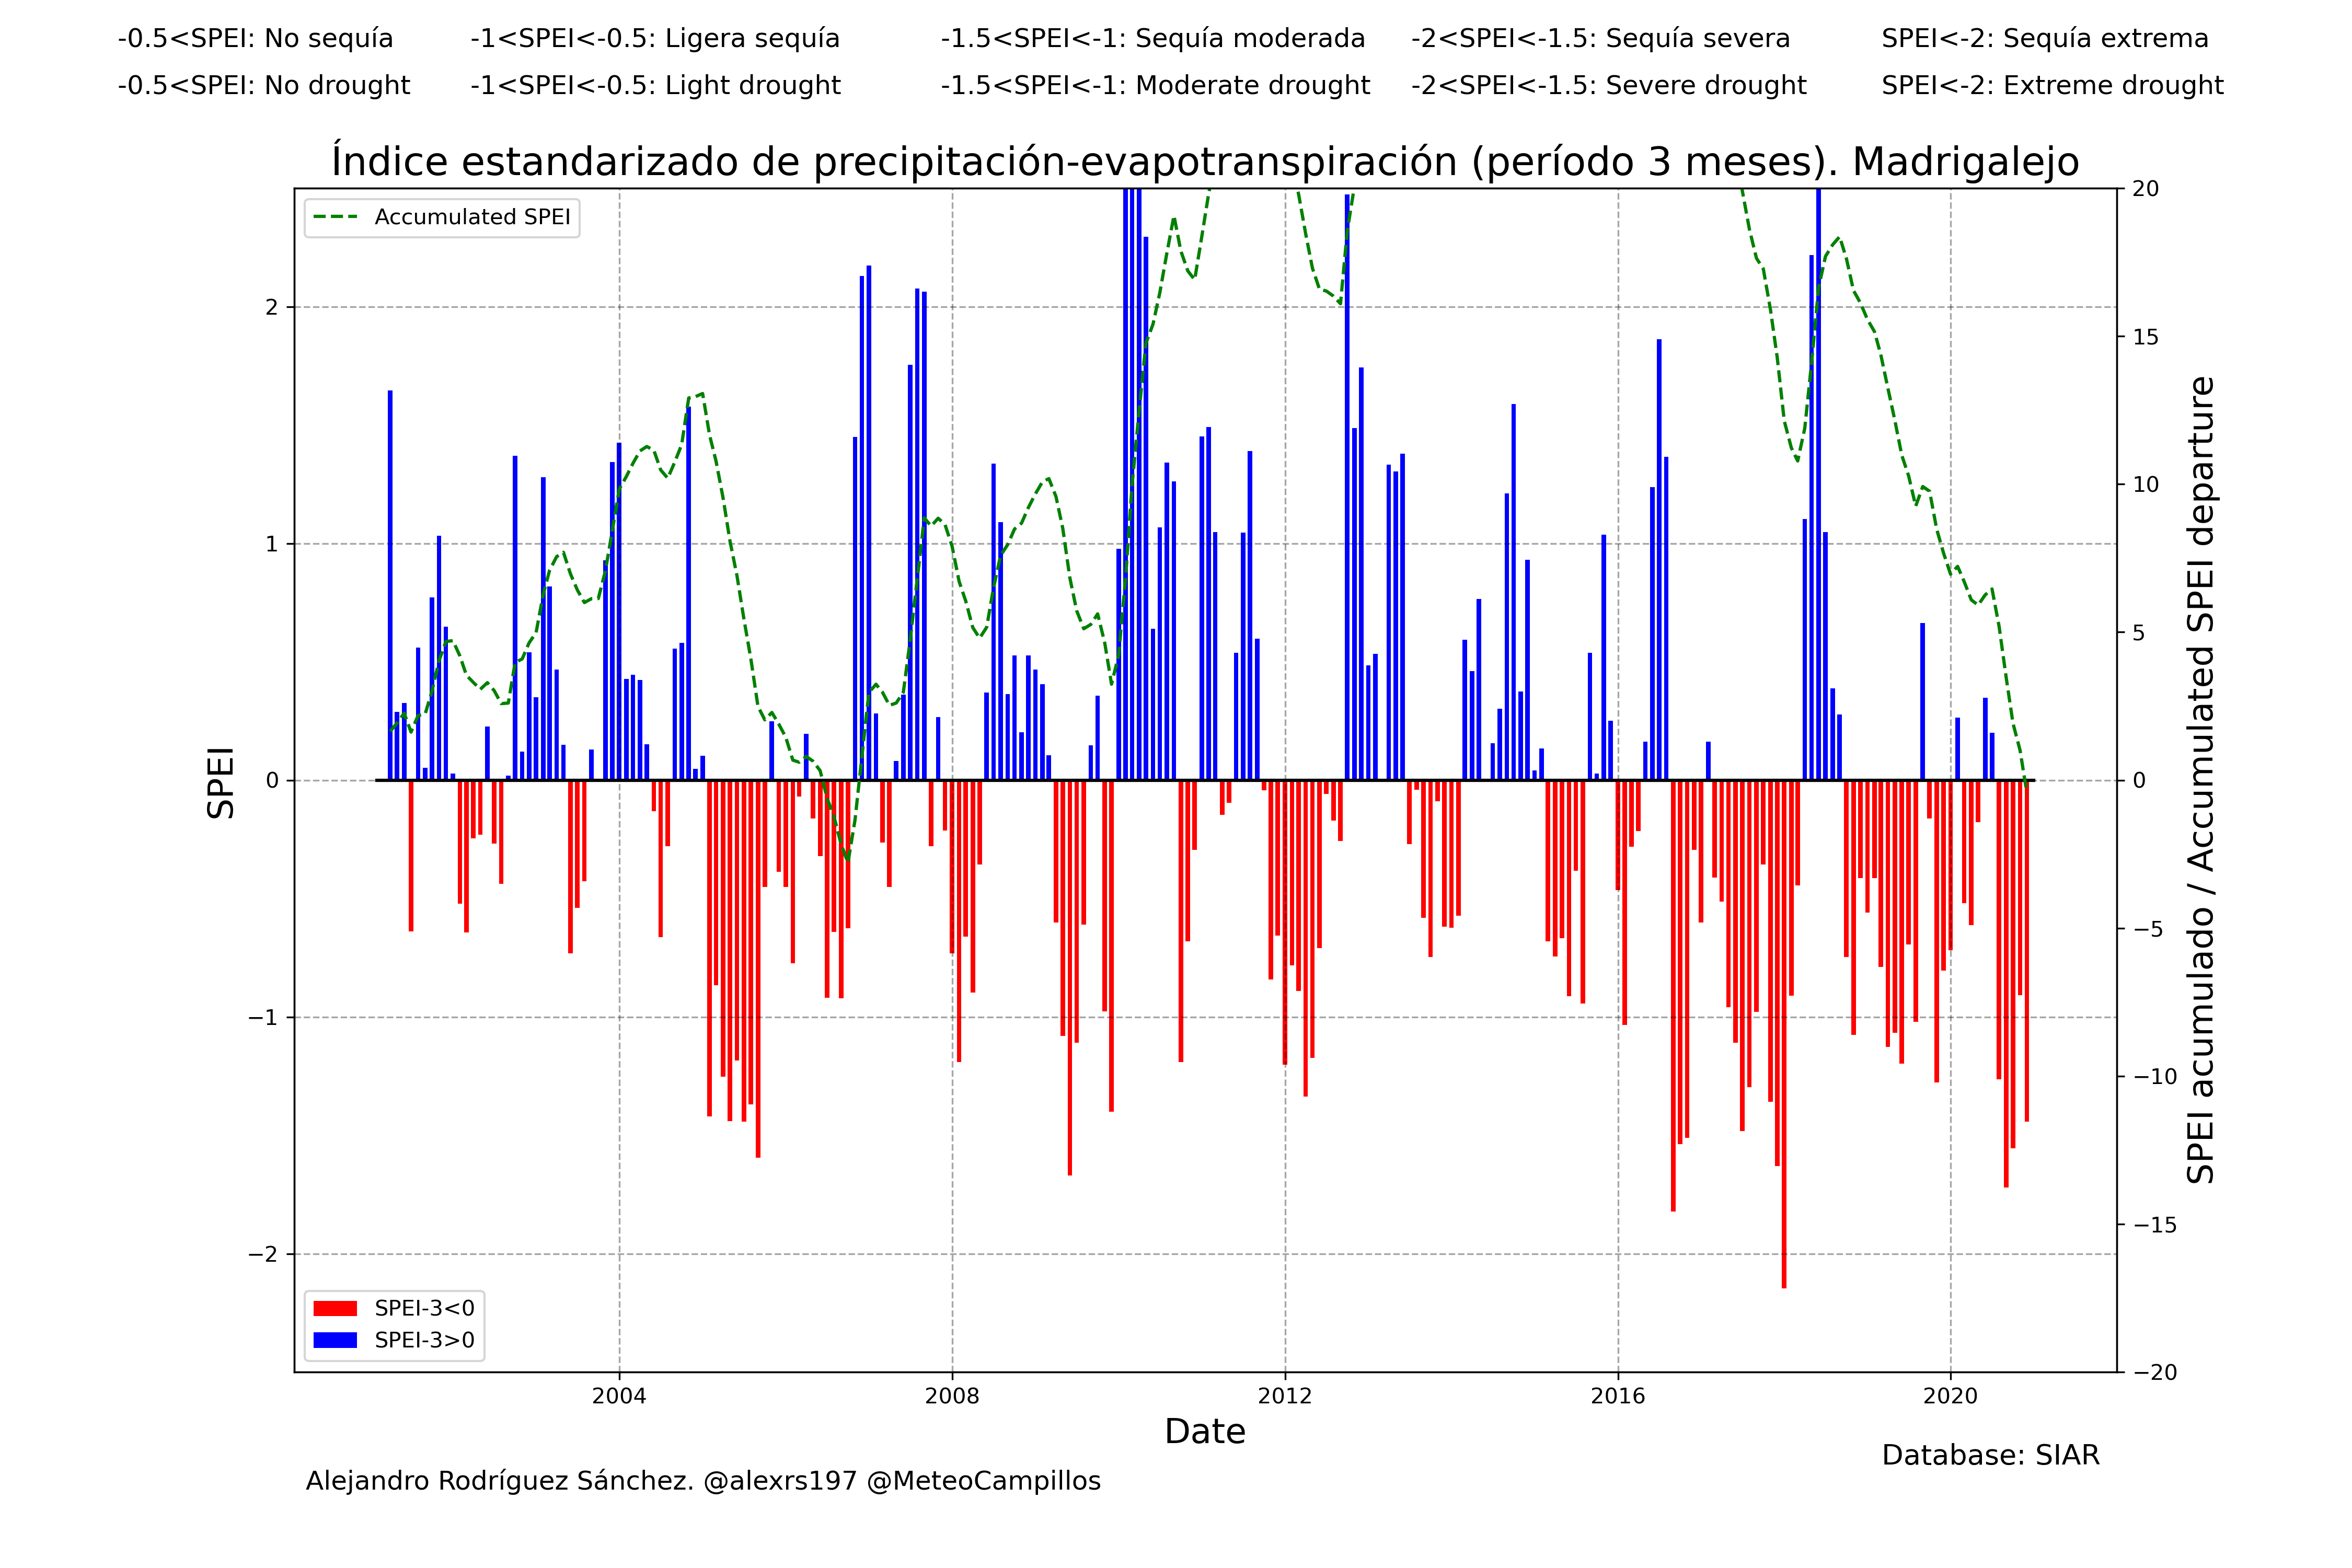 -0.5<SPEI: No sequía -1<SPEI<-0.5: Ligera sequía -1.5<SPEI<-1: Sequía moderada -2<SPEI<-1.5: Sequía severa SPEI<-2: Sequía extrema
-0.5<SPEI: No drought -1<SPEI<-0.5: Light drought -1.5<SPEI<-1: Moderate drought -2<SPEI<-1.5: Severe drought SPEI<-2: Extreme drought
Índice estandarizado de precipitación-evapotranspiración (período 3 meses). Madrigalejo
Accumulated SPEI
SPEI
2
1
0
−1
−2
20
15
10
5
0
−5
−10
−15
−20
SPEI acumulado / Accumulated SPEI departure
SPEI-3<0
SPEI-3>0
2004 2008 2012 2016 2020
Date
Database: SIAR
Alejandro Rodríguez Sánchez. @alexrs197 @MeteoCampillos